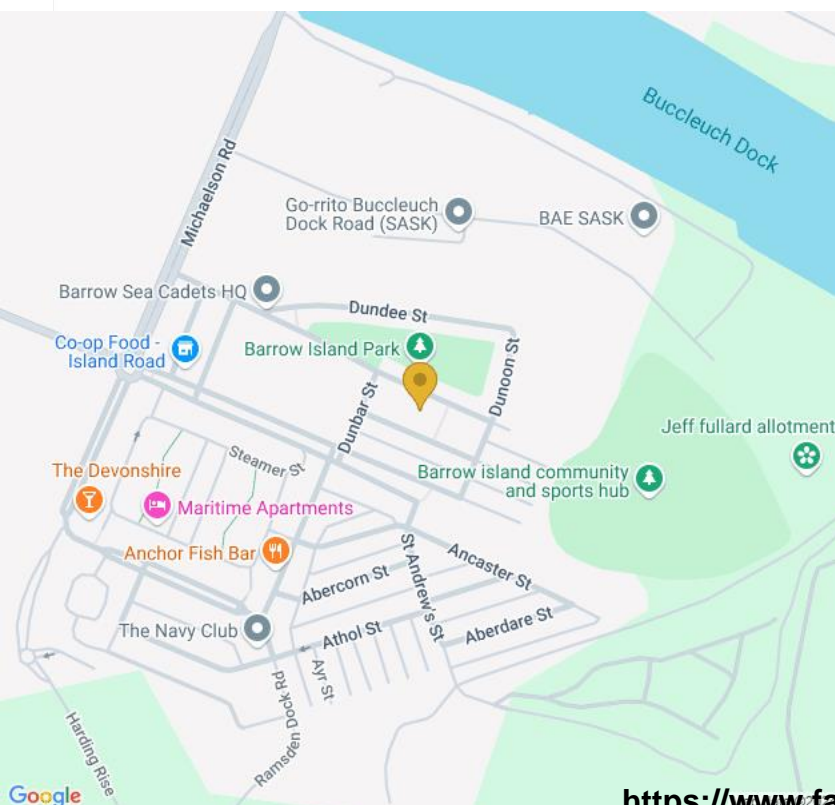 Buccleuch Dock
Michaelson Rd
Go-rrito Buccleuch
Dock Road (SASK)
BAE SASK
Barrow Sea Cadets HQ
Dundee St
Co-op Food -
Island Road
Barrow Island Park
Dunoon St
Dunbar St
Jeff fullard allotment
Steamer St
The Devonshire
Barrow island community
and sports hub
Maritime Apartments
Anchor Fish Bar
St Andrew's St
Ancaster St
Abercorn St
The Navy Club
Athol St
Aberdare St
Ayr St
Ramsden Dock Rd
Harding Rise
Google
https://www.fa